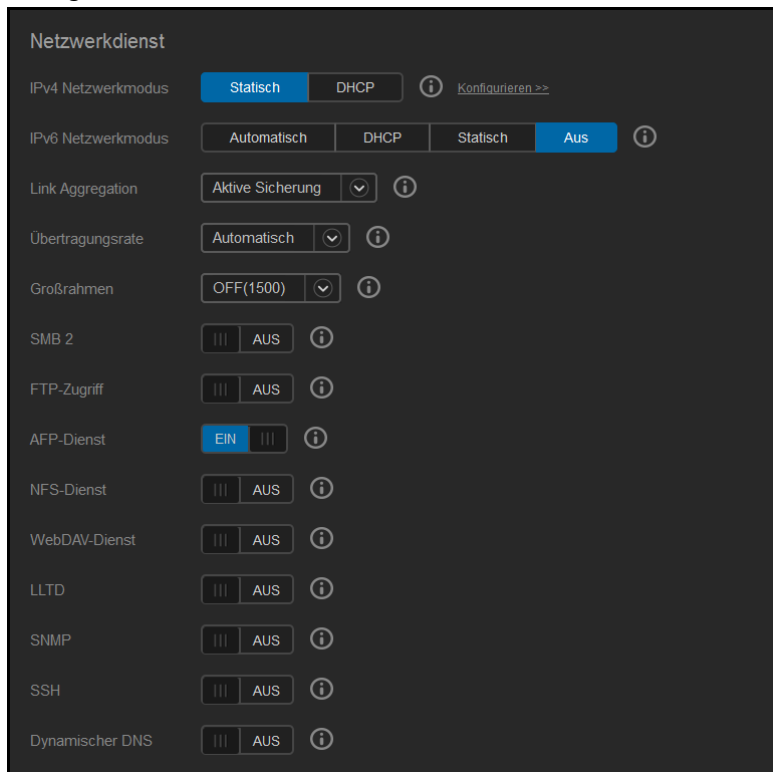 Netzwerkdienst
IPv4 Netzwerkmodus Statisch DHCP Konfigurieren >>
IPv6 Netzwerkmodus Automatisch DHCP Statisch Aus
Link Aggregation Aktive Sicherung
Übertragungsrate Automatisch
Großrahmen OFF(1500)
SMB 2 AUS
FTP-Zugriff AUS
AFP-Dienst EIN
NFS-Dienst AUS
WebDAV-Dienst AUS
LLTD AUS
SNMP AUS
SSH AUS
Dynamischer DNS AUS